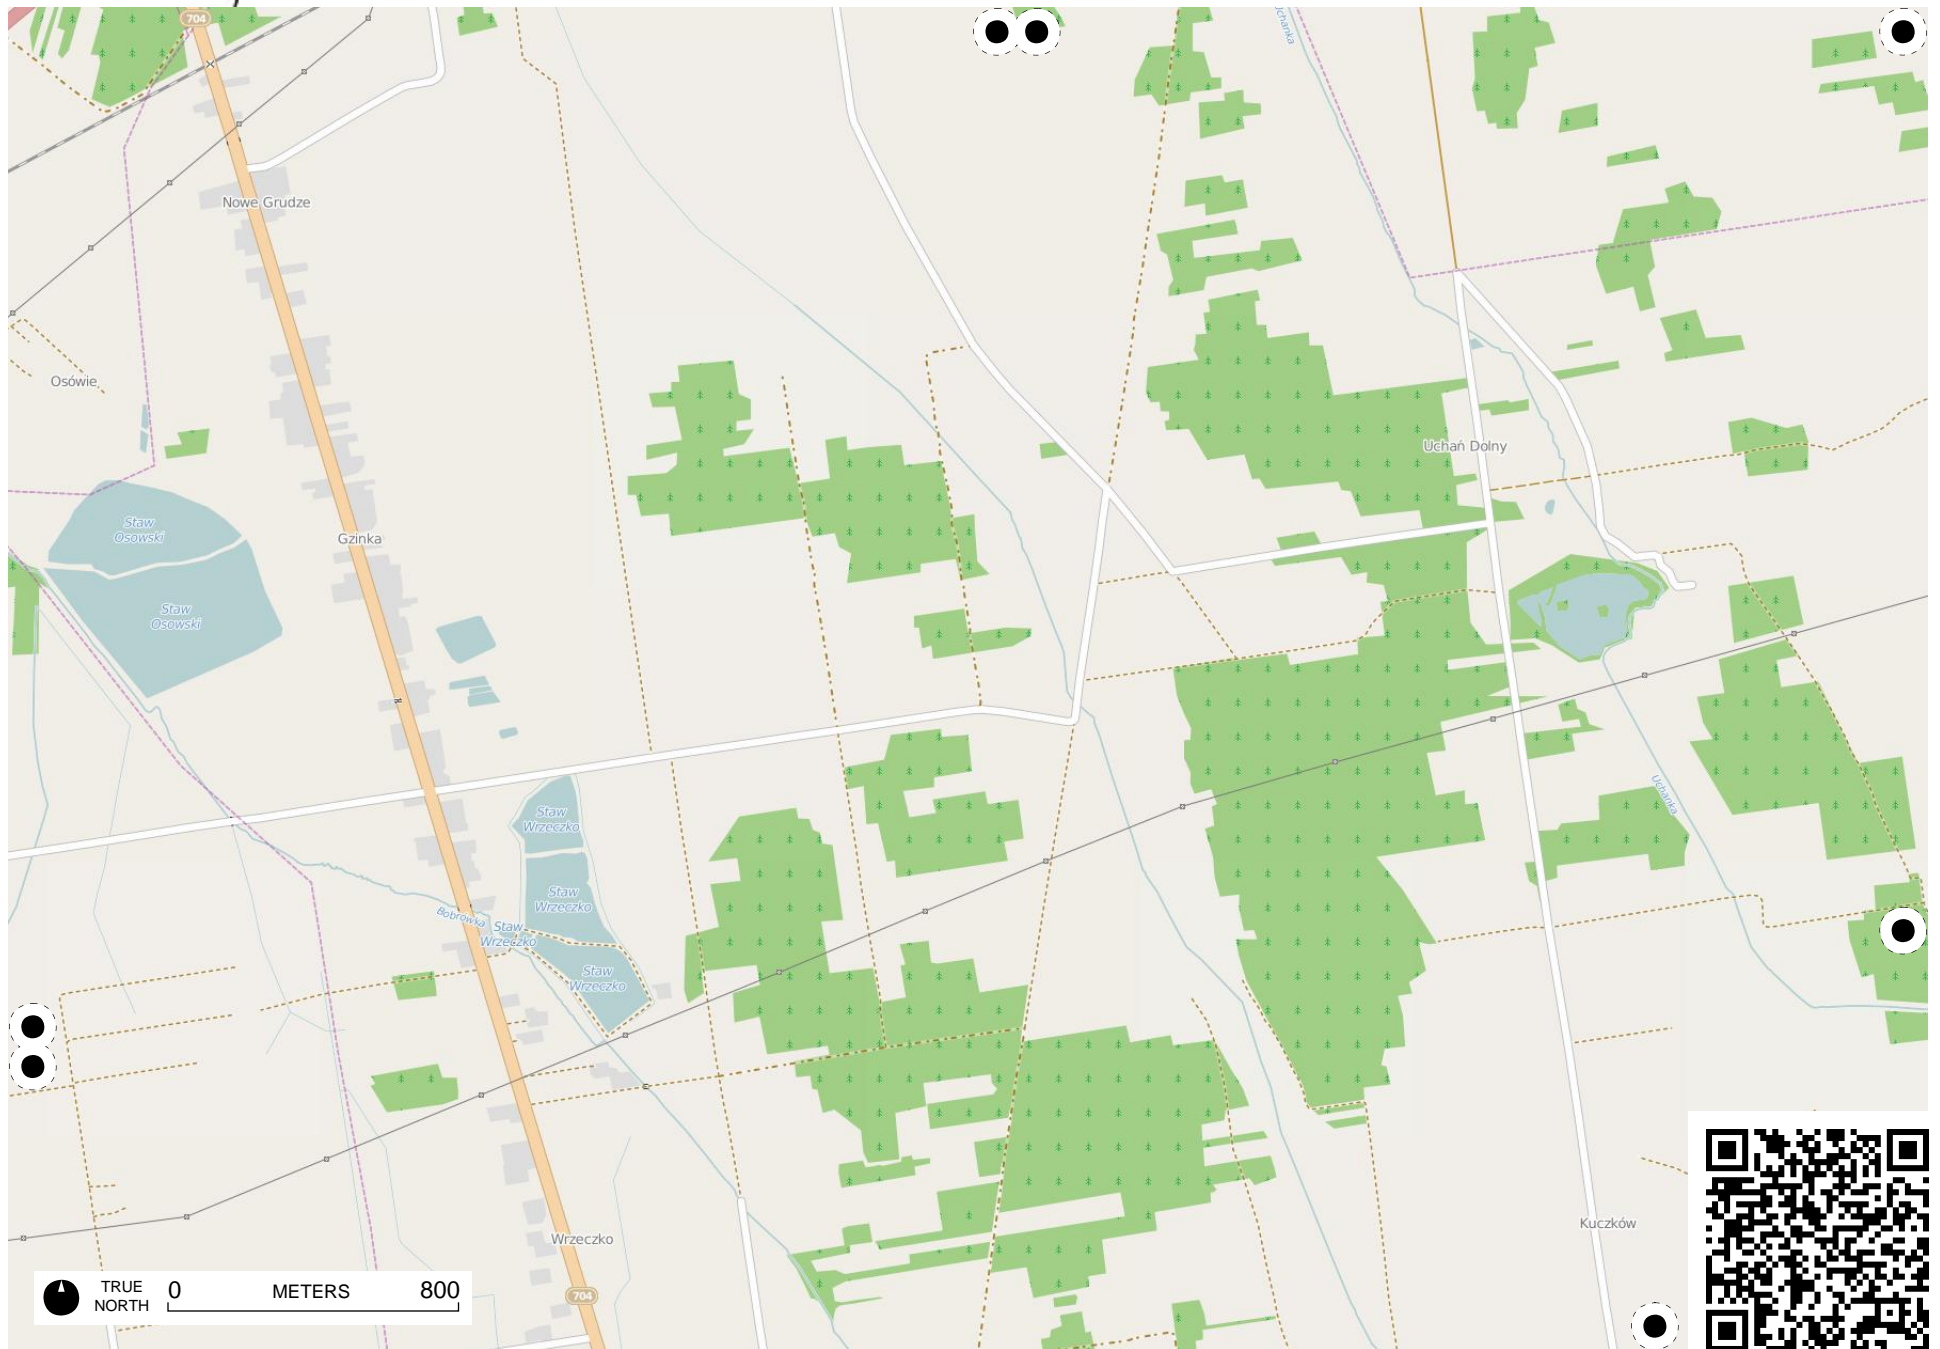 704
Uchanka
Nowe Grudze
Osówie
Uchań Dolny
Staw
Osowski
Gzinka
Staw
Osowski
Uchanka
Staw
Wrzeczko
Staw
Wrzeczko
Bobrówka
Staw
Wrzeczko
Staw
Wrzeczko
Kuczków
Wrzeczko
TRUE
NORTH
0 METERS 800
704